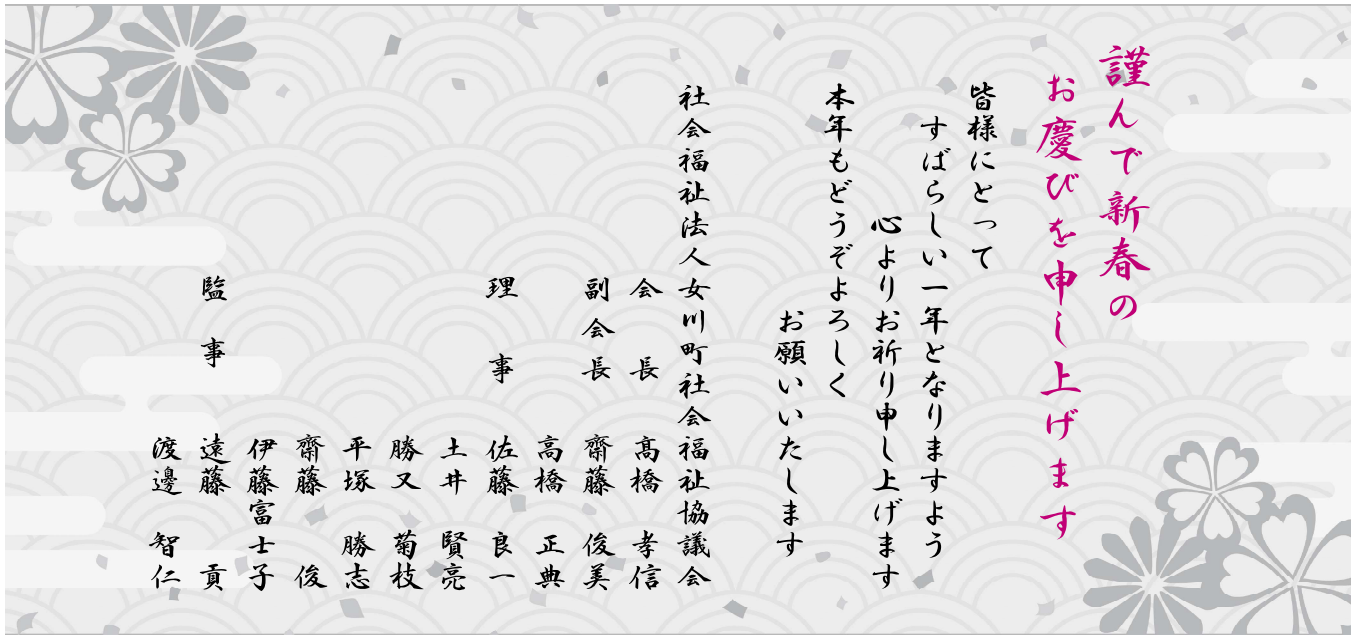 謹んで新春の
お慶びを申し上げます
皆様にとって
すばらしい一年となりますよう
心よりお祈り申し上げます
本年もどうぞよろしく
お願いいたします
社会福祉法人女川町社会福祉協議会
会長 髙橋 孝信
副会長 齋藤 俊美
高橋 正典
理事 佐藤 良一
土井 賢亮
勝又 菊枝
平塚 勝志
齋藤 俊
伊藤富士子
監事 遠藤 貢
渡邊 智仁